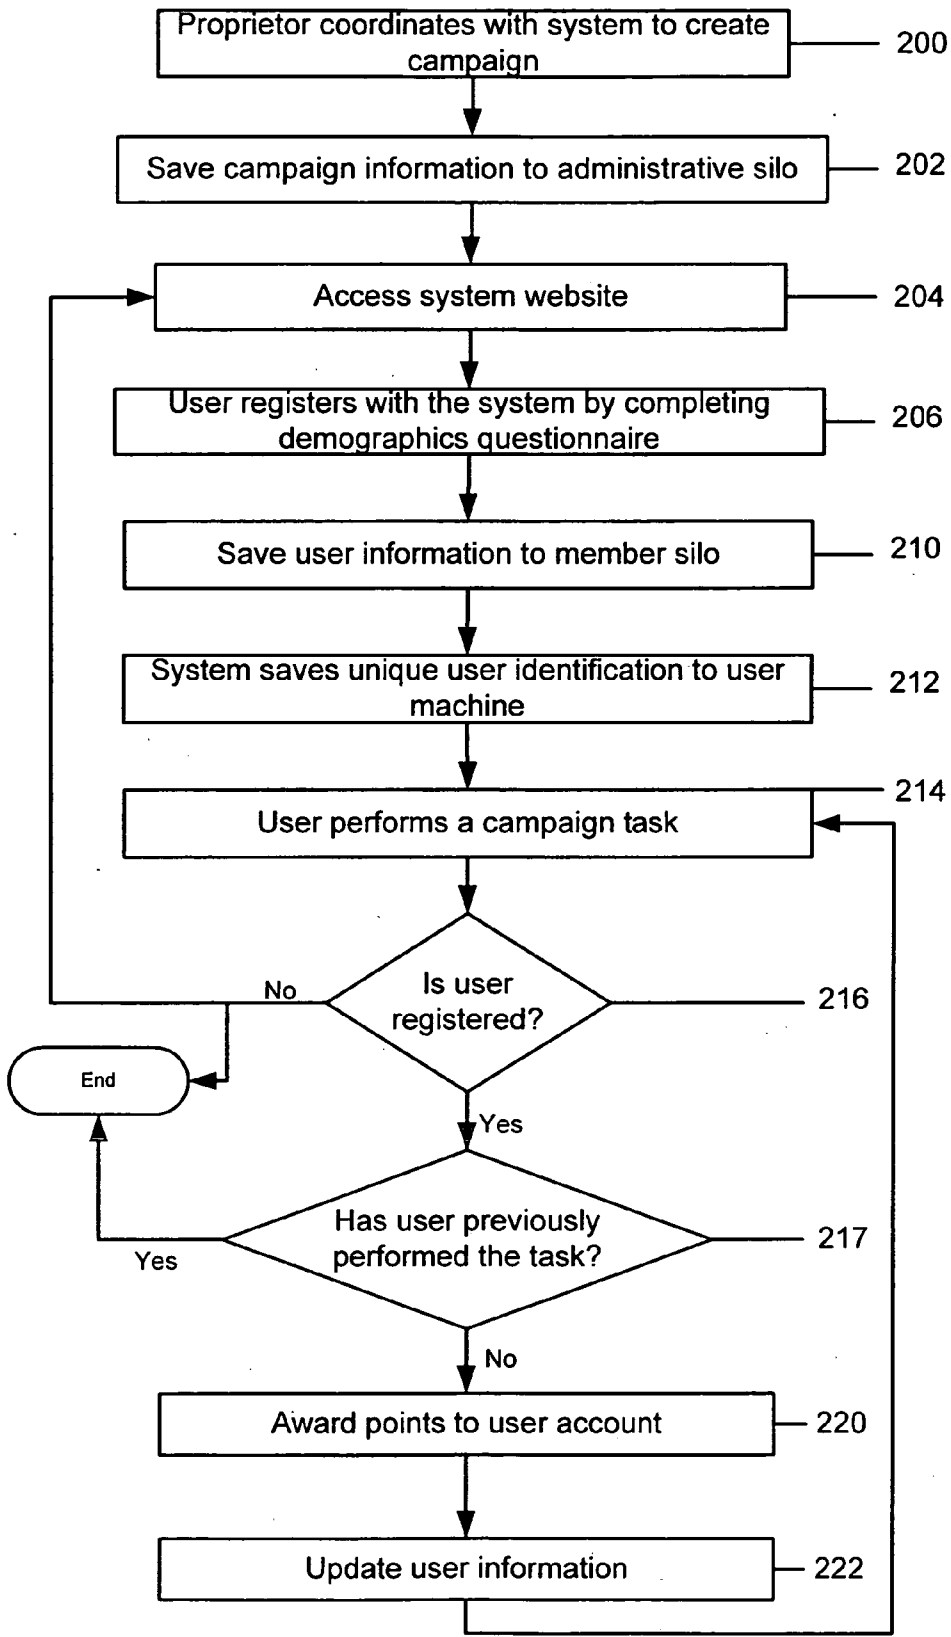 Proprietor coordinates with system to create
campaign
200
Save campaign information to administrative silo
202
Access system website
204
User registers with the system by completing
demographics questionnaire
206
Save user information to member silo
210
System saves unique user identification to user
machine
212
214
User performs a campaign task
Is user
registered?
No
216
End
Yes
Has user previously
performed the task?
217
Yes
No
Award points to user account
220
Update user information
222